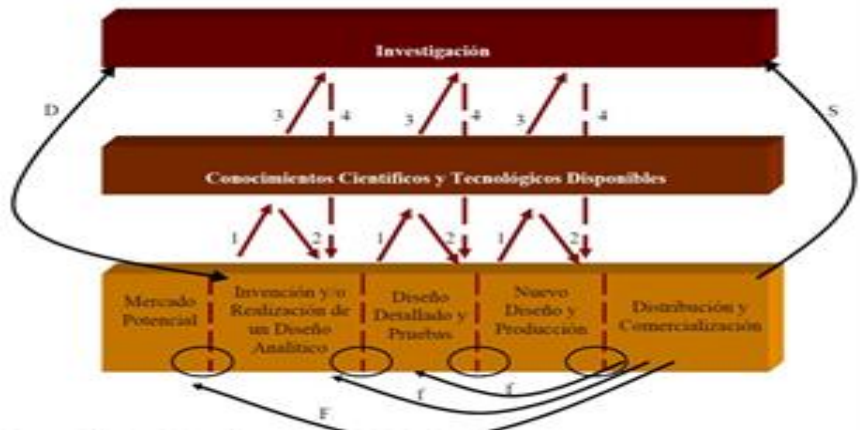 Investigación
D
S
3 4 3 4 3 4
Conocimientos Científicos y Tecnológicos Disponibles
1 2 1 2 1 2
Mercado
Potencial
Invención y/o
Realización de
un Diseño
Analítico
Diseño
Detallado y
Pruebas
Nuevo
Diseño y
Producción
Distribución y
Comercialización
f
f
F